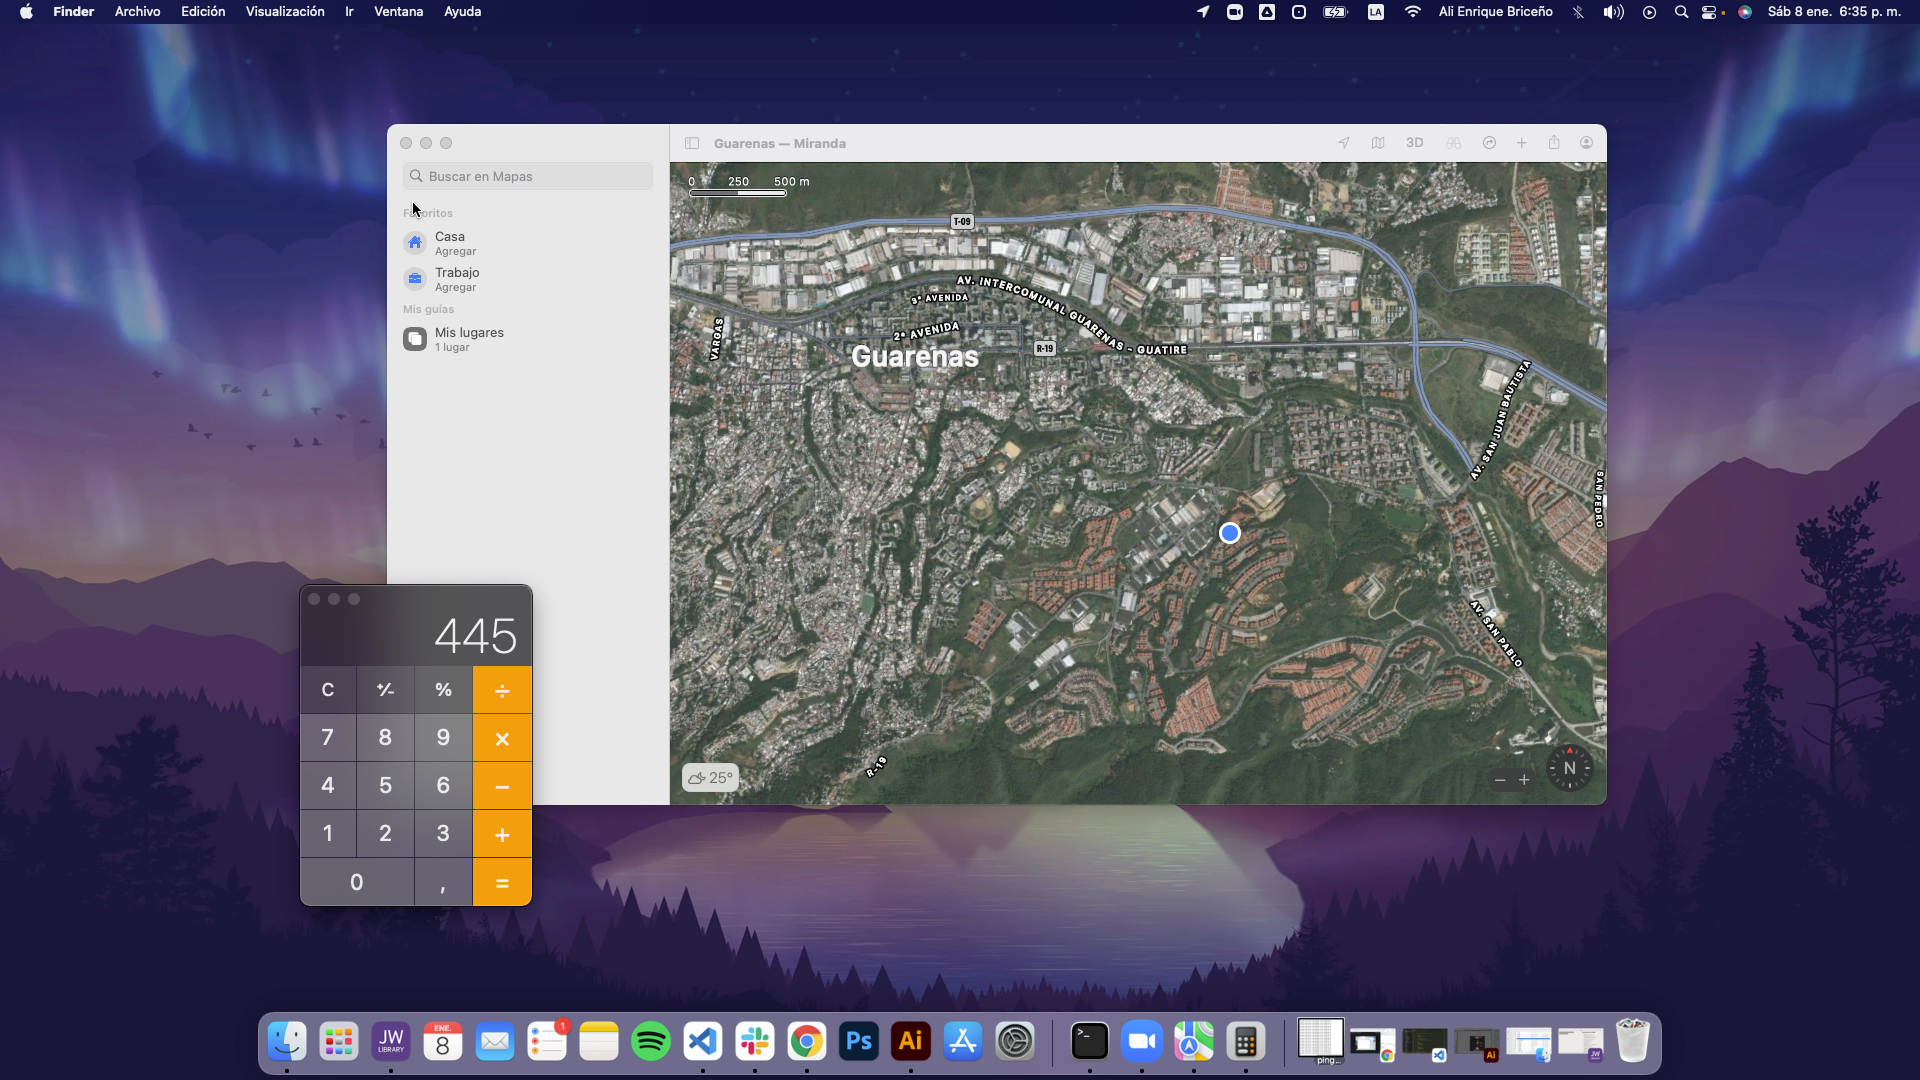 Finder Archivo Edición Visualización Ir Ventana Ayuda
LA Ali Enrique Briceño Sáb 8 ene. 6:35 p. m.
Guarenas — Miranda
3D
Buscar en Mapas
Favoritos
Casa
Agregar
Trabajo
Agregar
Mis guías
Mis lugares
1 lugar
0 250 500 m
T-09
AV. INTERCOMUNAL GUARENAS - GUATIRE
3ª AVENIDA
2ª AVENIDA
VARGAS
R-19
Guarenas
AV. SAN JUAN BAUTISTA
SAN PEDRO
AV. SAN PABLO
R-19
25°
N
445
C ⁺⁄₋ % ÷
7 8 9 ×
4 5 6 −
1 2 3 +
0 , =
JW
LIBRARY
ENE.
8
1
Ps
Ai
>_
ping...
Ai
JW